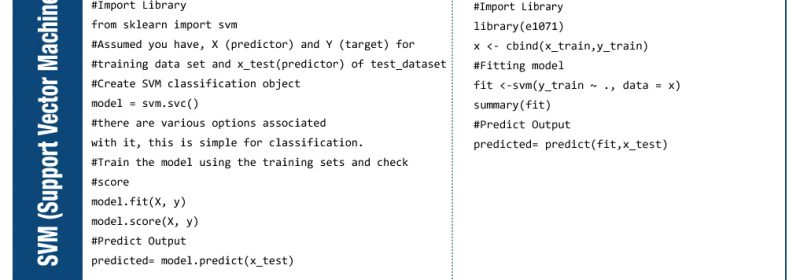 SVM (Support Vector Machine
#Import Library
from sklearn import svm
#Assumed you have, X (predictor) and Y (target) for
#training data set and x_test(predictor) of test_dataset
#Create SVM classification object
model = svm.svc()
#there are various options associated
with it, this is simple for classification.
#Train the model using the training sets and check
#score
model.fit(X, y)
model.score(X, y)
#Predict Output
predicted= model.predict(x_test)
#Import Library
library(e1071)
x <- cbind(x_train,y_train)
#Fitting model
fit <-svm(y_train ~ ., data = x)
summary(fit)
#Predict Output
predicted= predict(fit,x_test)